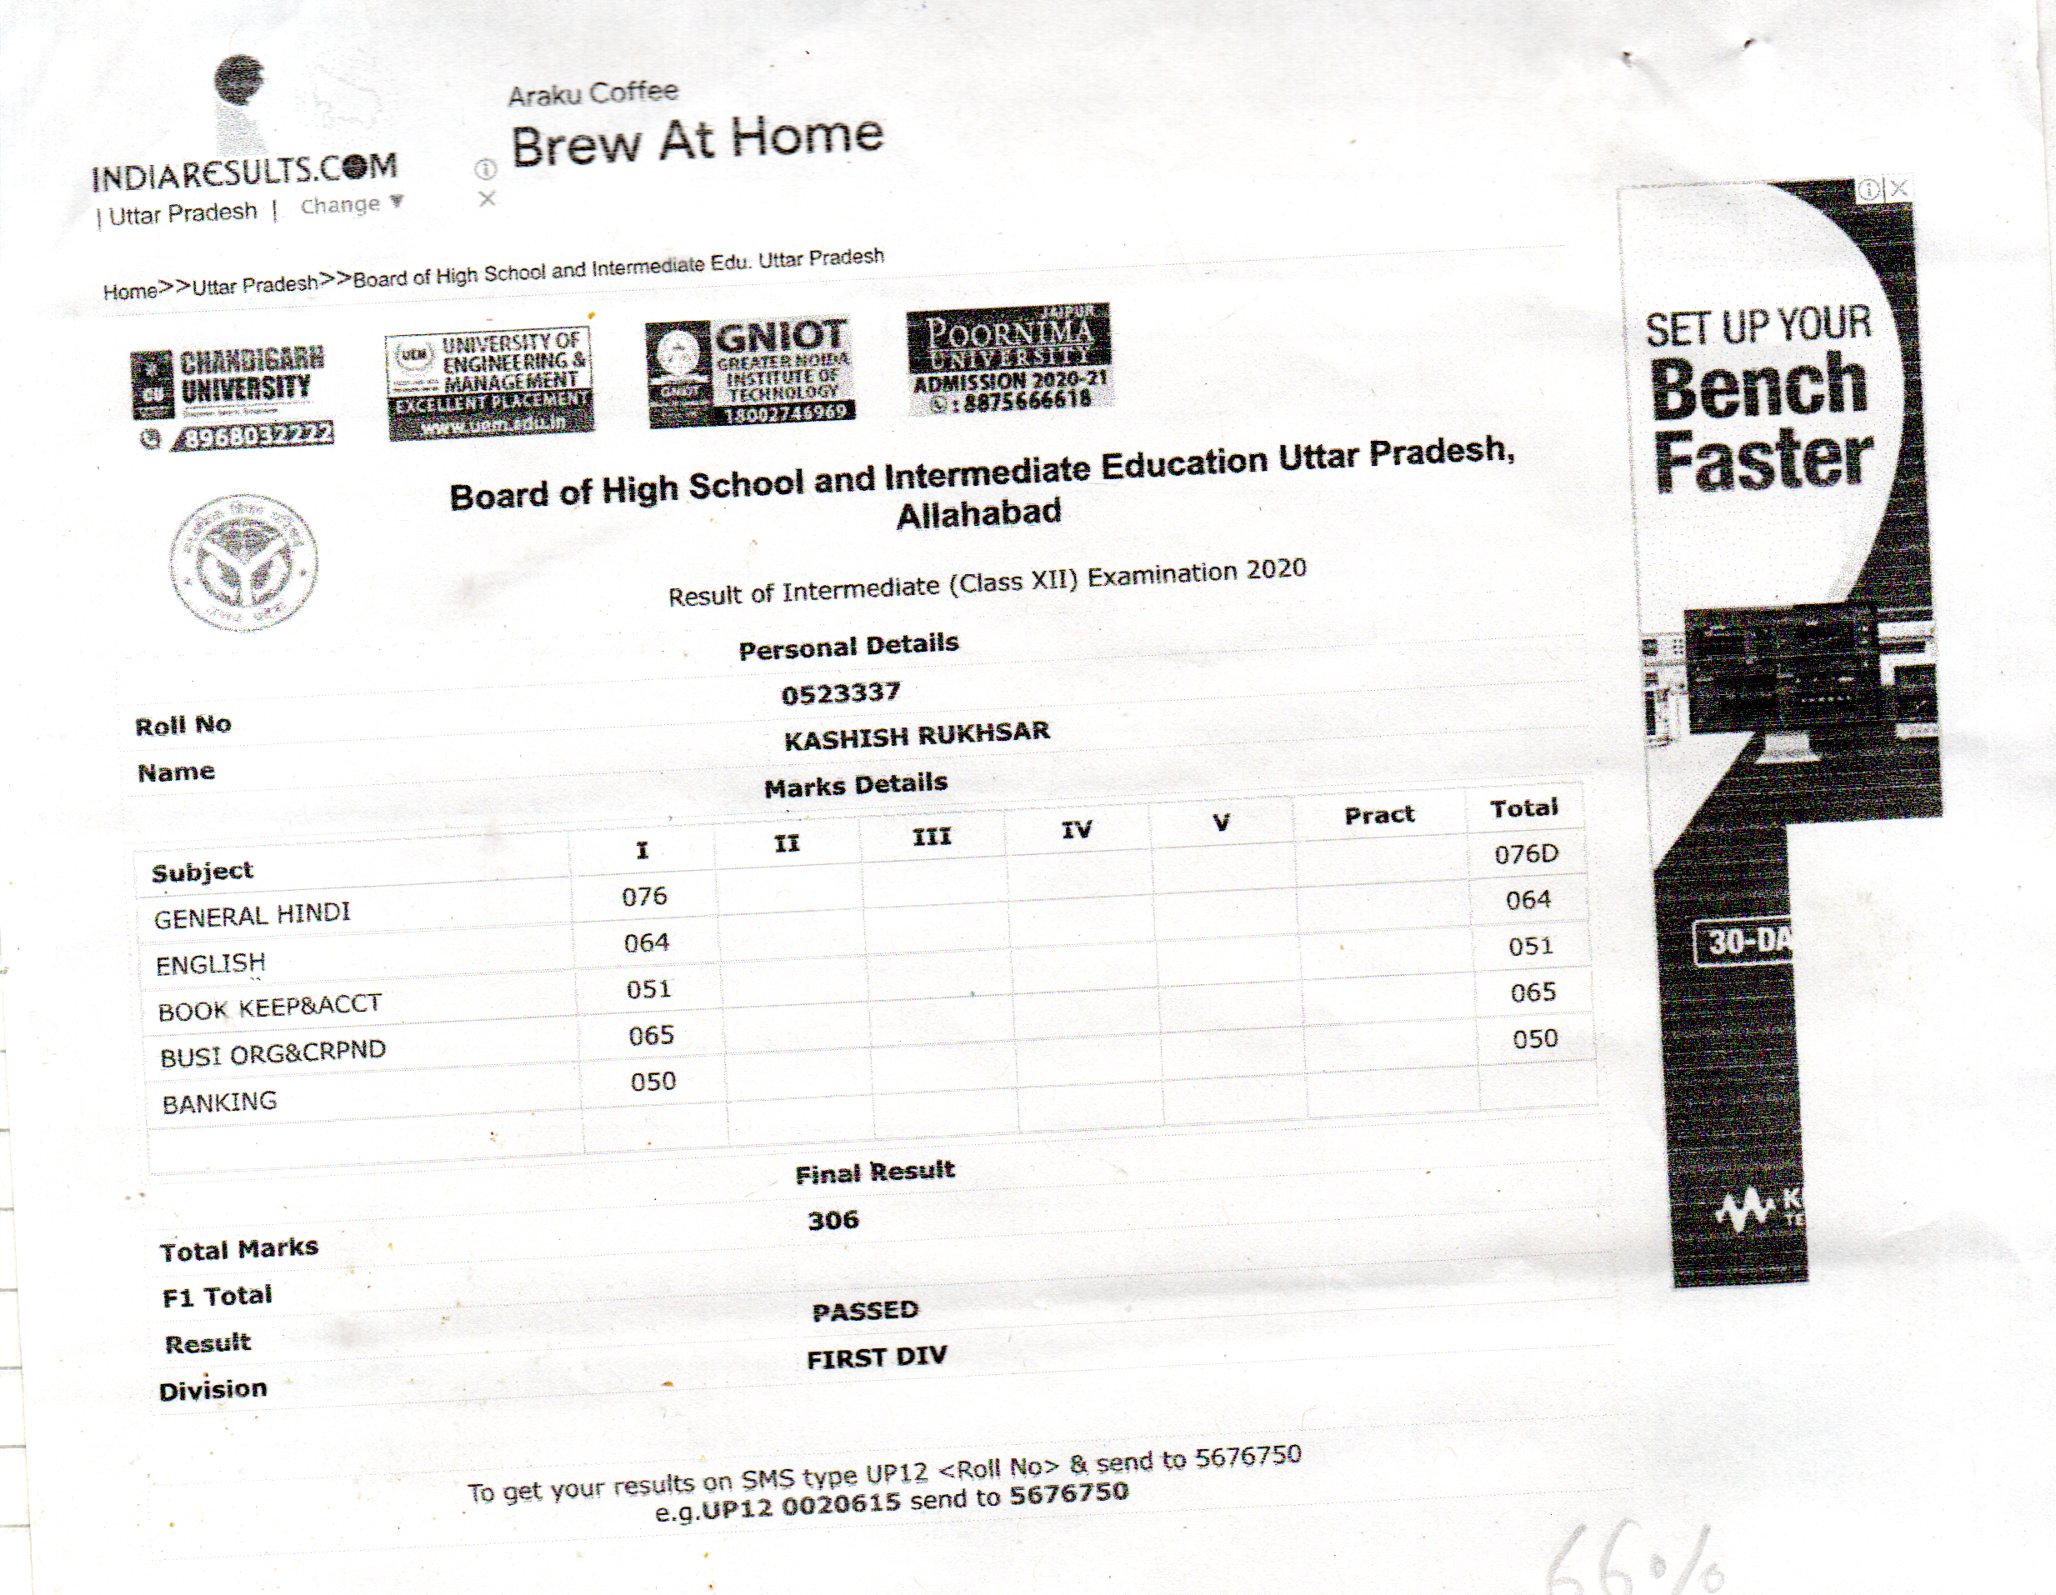 INDIARESULTS.COM
| Uttar Pradesh | Change ▼
Araku Coffee
Brew At Home
Home>>Uttar Pradesh>>Board of High School and Intermediate Edu. Uttar Pradesh
CHANDIGARH
UNIVERSITY
CU
8968032222
UEM
UNIVERSITY OF
ENGINEERING &
MANAGEMENT
EXCELLENT PLACEMENT
www.uem.edu.in
GNIOT
GREATER NOIDA
INSTITUTE OF
TECHNOLOGY
GNIOT
18002746969
JAIPUR
POORNIMA
UNIVERSITY
ADMISSION 2020-21
: 8875666618
SET UP YOUR
Bench
Faster
30-DA
K
TE
Board of High School and Intermediate Education Uttar Pradesh,
Allahabad
Result of Intermediate (Class XII) Examination 2020
Personal Details
Roll No 0523337
Name KASHISH RUKHSAR
Marks Details
Subject I II III IV V Pract Total
GENERAL HINDI 076 076D
ENGLISH 064 064
BOOK KEEP&ACCT 051 051
BUSI ORG&CRPND 065 065
BANKING 050 050
Final Result
Total Marks 306
F1 Total
Result PASSED
Division FIRST DIV
To get your results on SMS type UP12 <Roll No> & send to 5676750
e.g.UP12 0020615 send to 5676750
66%